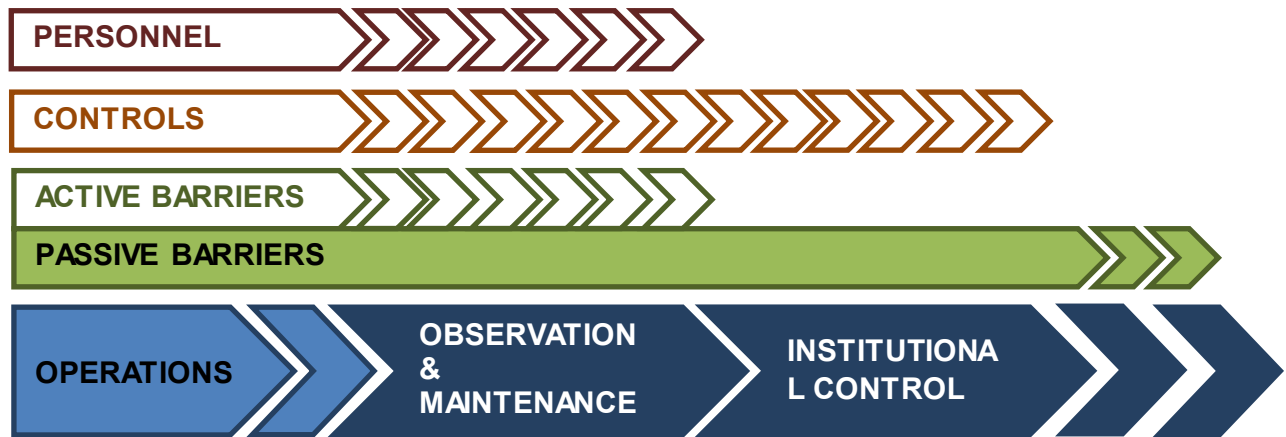 PERSONNEL
CONTROLS
ACTIVE BARRIERS
PASSIVE BARRIERS
OPERATIONS
OBSERVATION
&
MAINTENANCE
INSTITUTIONA
L CONTROL